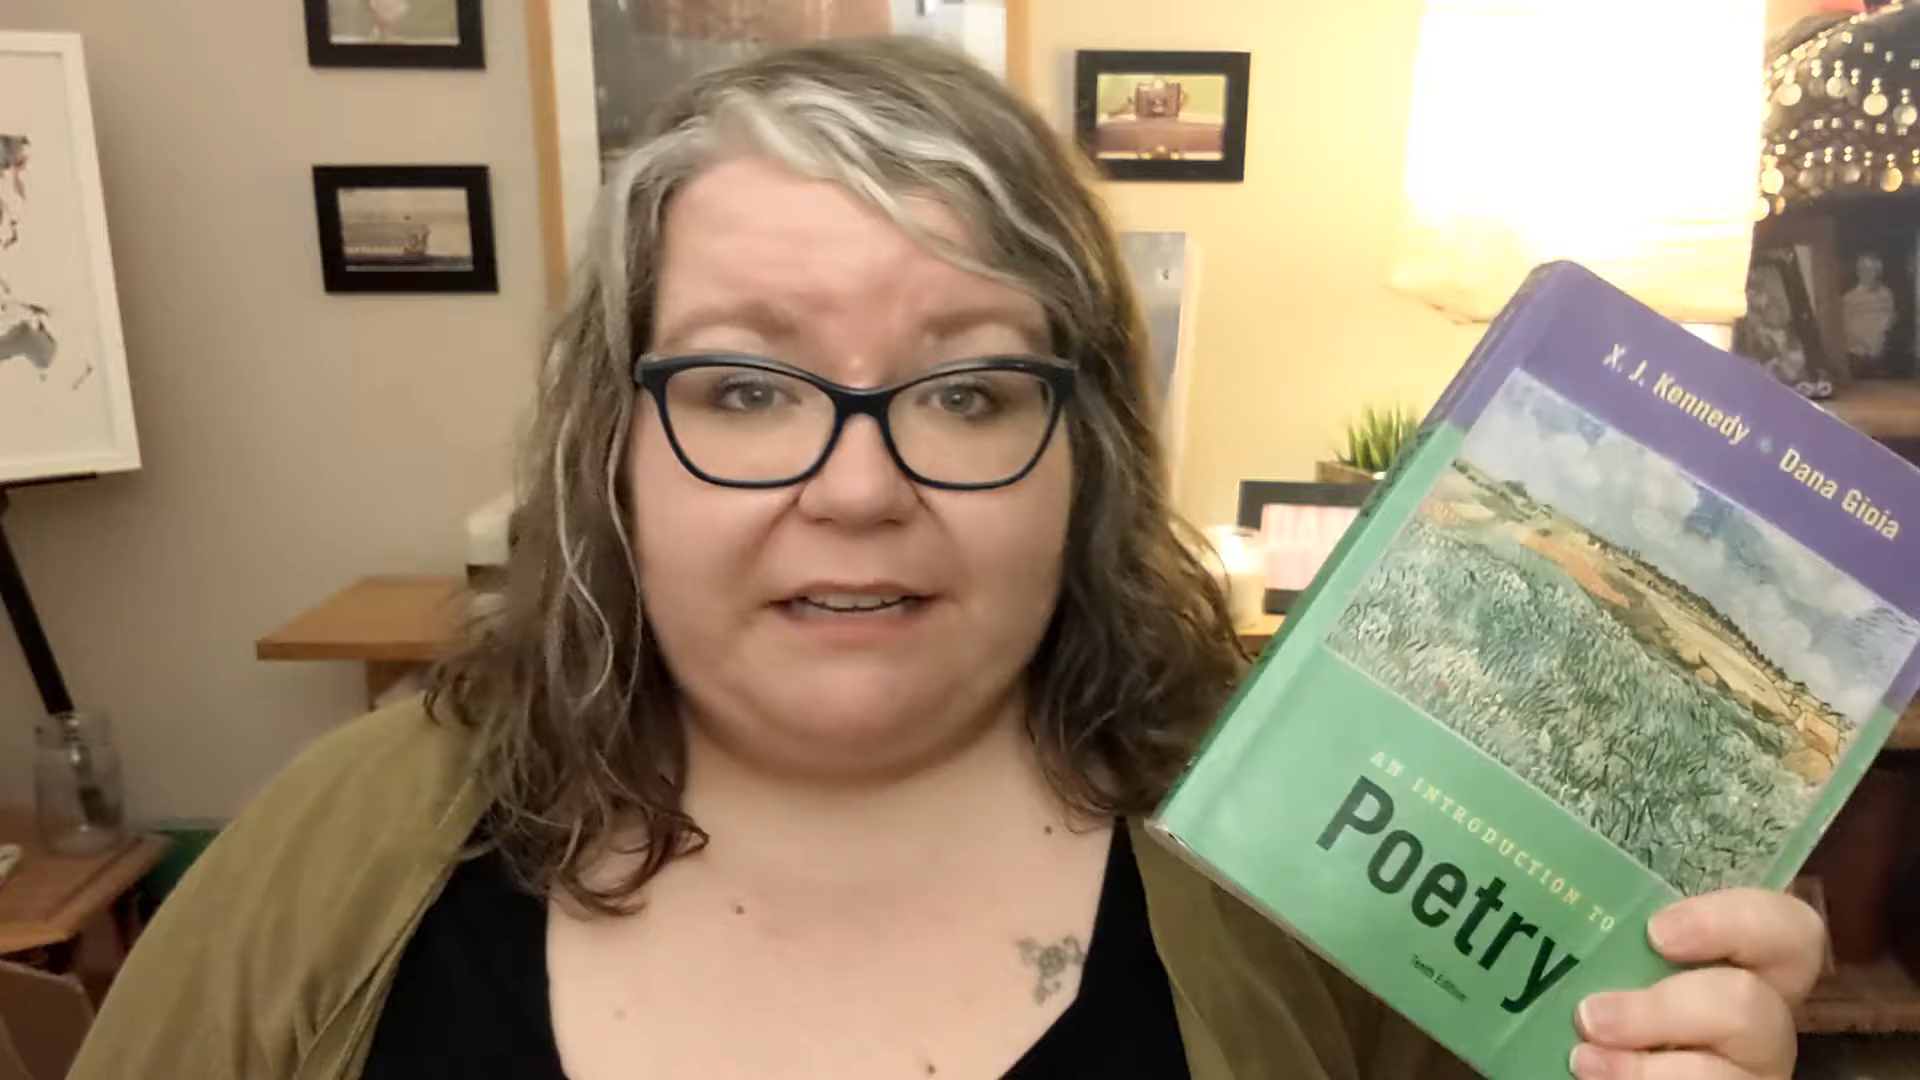 X. J. Kennedy • Dana Gioia
AN INTRODUCTION TO
Poetry
Tenth Edition